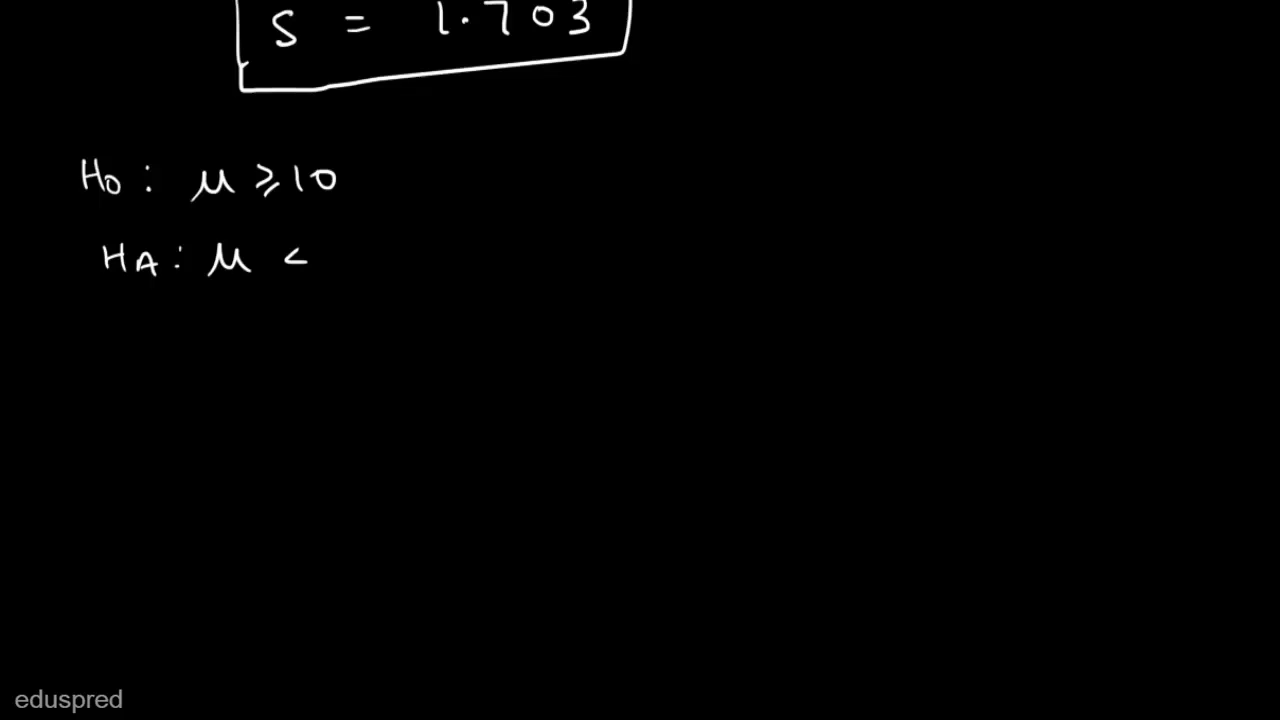 S = 1.703
H0 : μ ⩾ 10
HA : μ <
eduspred